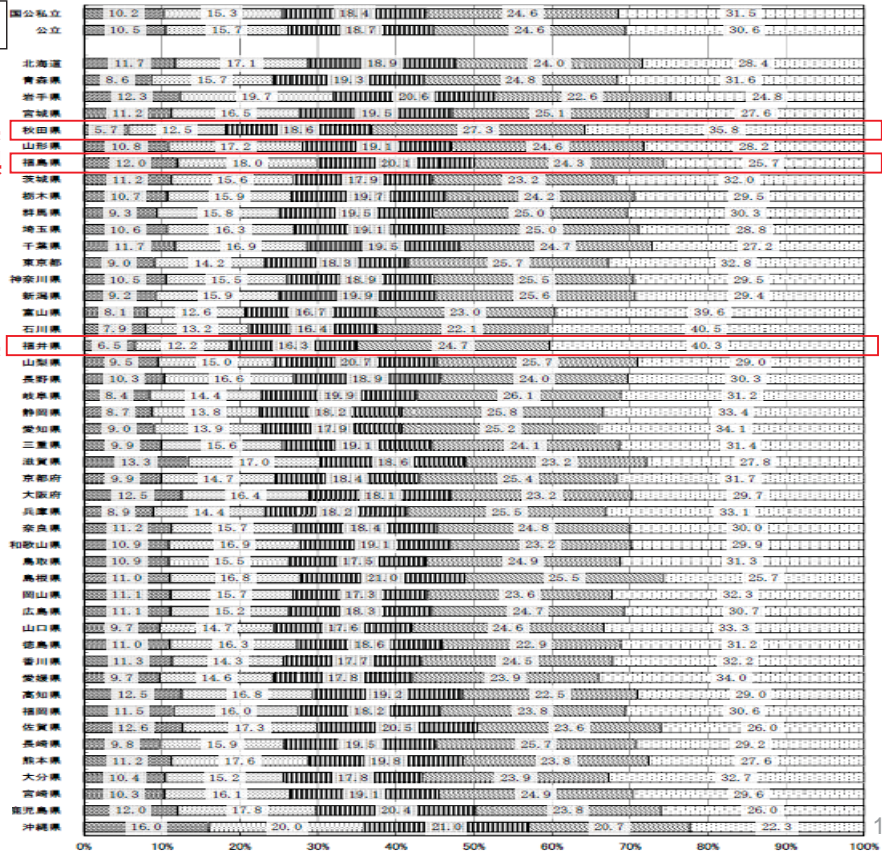 国公私立 10.2 15.3 18.4 24.6 31.5
公立 10.5 15.7 18.7 24.6 30.6
北海道 11.7 17.1 18.9 24.0 28.4
青森県 8.6 15.7 19.3 24.8 31.6
岩手県 12.3 19.7 20.6 22.6 24.8
宮城県 11.2 16.5 19.5 25.1 27.6
秋田県 5.7 12.5 18.6 27.3 35.8
山形県 10.8 17.2 19.1 24.6 28.2
福島県 12.0 18.0 20.1 24.3 25.7
茨城県 11.2 15.6 17.9 23.2 32.0
栃木県 10.7 15.9 19.7 24.2 29.5
群馬県 9.3 15.8 19.5 25.0 30.3
埼玉県 10.6 16.3 19.1 25.0 28.8
千葉県 11.7 16.9 19.5 24.7 27.2
東京都 9.0 14.2 18.3 25.7 32.8
神奈川県 10.5 15.5 18.9 25.5 29.5
新潟県 9.2 15.9 19.9 25.6 29.4
富山県 8.1 12.6 16.7 23.0 39.6
石川県 7.9 13.2 16.4 22.1 40.5
福井県 6.5 12.2 16.3 24.7 40.3
山梨県 9.5 15.0 20.7 25.7 29.0
長野県 10.3 16.6 18.9 24.0 30.3
岐阜県 8.4 14.4 19.9 26.1 31.2
静岡県 8.7 13.8 18.2 25.8 33.4
愛知県 9.0 13.9 17.9 25.2 34.1
三重県 9.9 15.6 19.1 24.1 31.4
滋賀県 13.3 17.0 18.6 23.2 27.8
京都府 9.9 14.7 18.4 25.4 31.7
大阪府 12.5 16.4 18.1 23.2 29.7
兵庫県 8.9 14.4 18.2 25.5 33.1
奈良県 11.2 15.7 18.4 24.8 30.0
和歌山県 10.9 16.9 19.1 23.2 29.9
鳥取県 10.9 15.5 17.5 24.9 31.3
島根県 11.0 16.8 21.0 25.5 25.7
岡山県 11.1 15.7 17.3 23.6 32.3
広島県 11.1 15.2 18.3 24.7 30.7
山口県 9.7 14.7 17.6 24.6 33.3
徳島県 11.0 16.3 18.6 22.9 31.2
香川県 11.3 14.3 17.7 24.5 32.2
愛媛県 9.7 14.6 17.8 23.9 34.0
高知県 12.5 16.8 19.2 22.5 29.0
福岡県 11.5 16.0 18.2 23.8 30.6
佐賀県 12.6 17.3 20.5 23.6 26.0
長崎県 9.8 15.9 19.5 25.7 29.2
熊本県 11.2 17.6 19.8 23.8 27.6
大分県 10.4 15.2 17.8 23.9 32.7
宮崎県 10.3 16.1 19.1 24.9 29.6
鹿児島県 12.0 17.8 20.4 23.8 26.0
沖縄県 16.0 20.0 21.0 20.7 22.3
0% 10% 20% 30% 40% 50% 60% 70% 80% 90% 100%